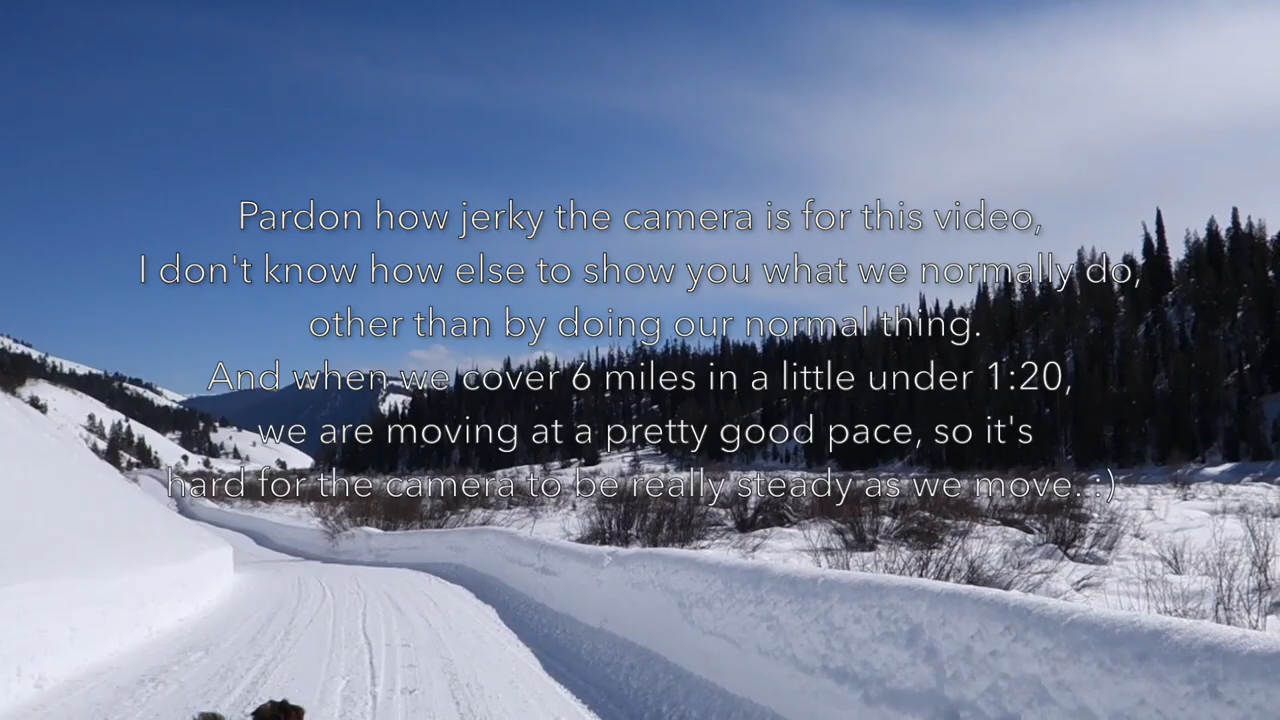 Pardon how jerky the camera is for this video,
I don't know how else to show you what we normally do,
other than by doing our normal thing.
And when we cover 6 miles in a little under 1:20,
we are moving at a pretty good pace, so it's
hard for the camera to be really steady as we move. :)